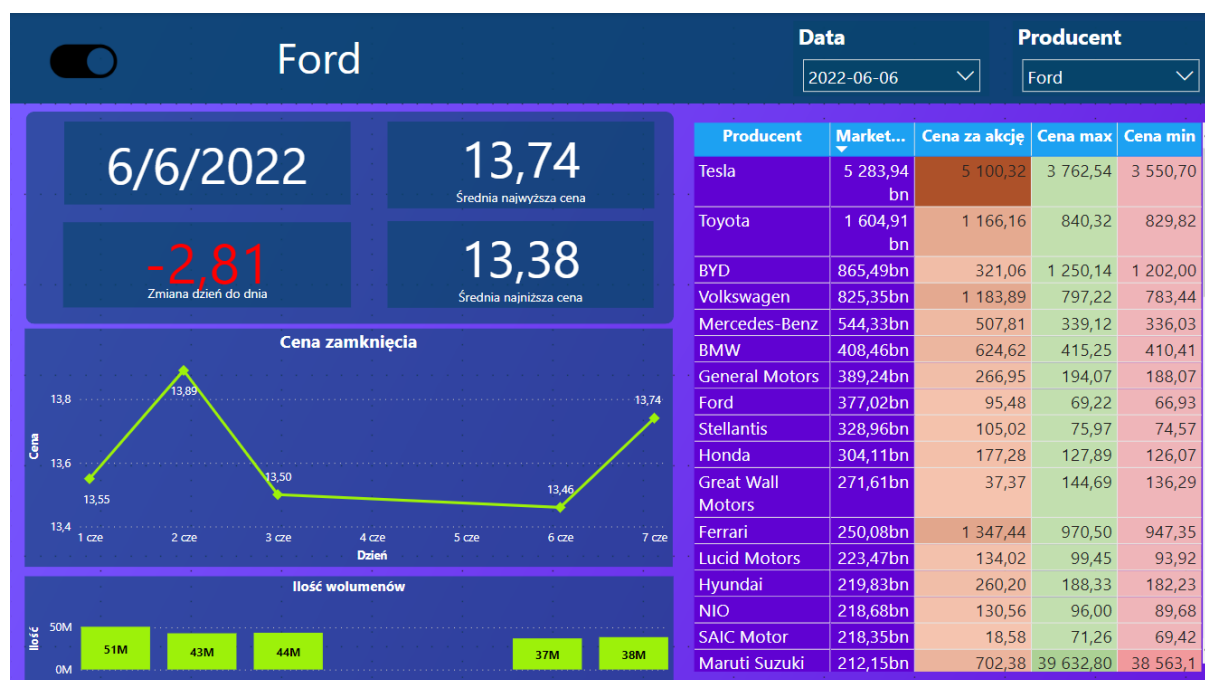 Ford
Data
Producent
2022-06-06
Ford
6/6/2022
13,74
Średnia najwyższa cena
-2,81
Zmiana dzień do dnia
13,38
Średnia najniższa cena
Cena zamknięcia
Cena
13,8
13,6
13,4
13,55
13,89
13,50
13,46
13,74
1 cze 2 cze 3 cze 4 cze 5 cze 6 cze 7 cze
Dzień
Ilość wolumenów
Ilość
50M
0M
51M 43M 44M 37M 38M
Producent Market... Cena za akcję Cena max Cena min
Tesla 5 283,94 5 100,32 3 762,54 3 550,70
bn
Toyota 1 604,91 1 166,16 840,32 829,82
bn
BYD 865,49bn 321,06 1 250,14 1 202,00
Volkswagen 825,35bn 1 183,89 797,22 783,44
Mercedes-Benz 544,33bn 507,81 339,12 336,03
BMW 408,46bn 624,62 415,25 410,41
General Motors 389,24bn 266,95 194,07 188,07
Ford 377,02bn 95,48 69,22 66,93
Stellantis 328,96bn 105,02 75,97 74,57
Honda 304,11bn 177,28 127,89 126,07
Great Wall 271,61bn 37,37 144,69 136,29
Motors
Ferrari 250,08bn 1 347,44 970,50 947,35
Lucid Motors 223,47bn 134,02 99,45 93,92
Hyundai 219,83bn 260,20 188,33 182,23
NIO 218,68bn 130,56 96,00 89,68
SAIC Motor 218,35bn 18,58 71,26 69,42
Maruti Suzuki 212,15bn 702,38 39 632,80 38 563,1